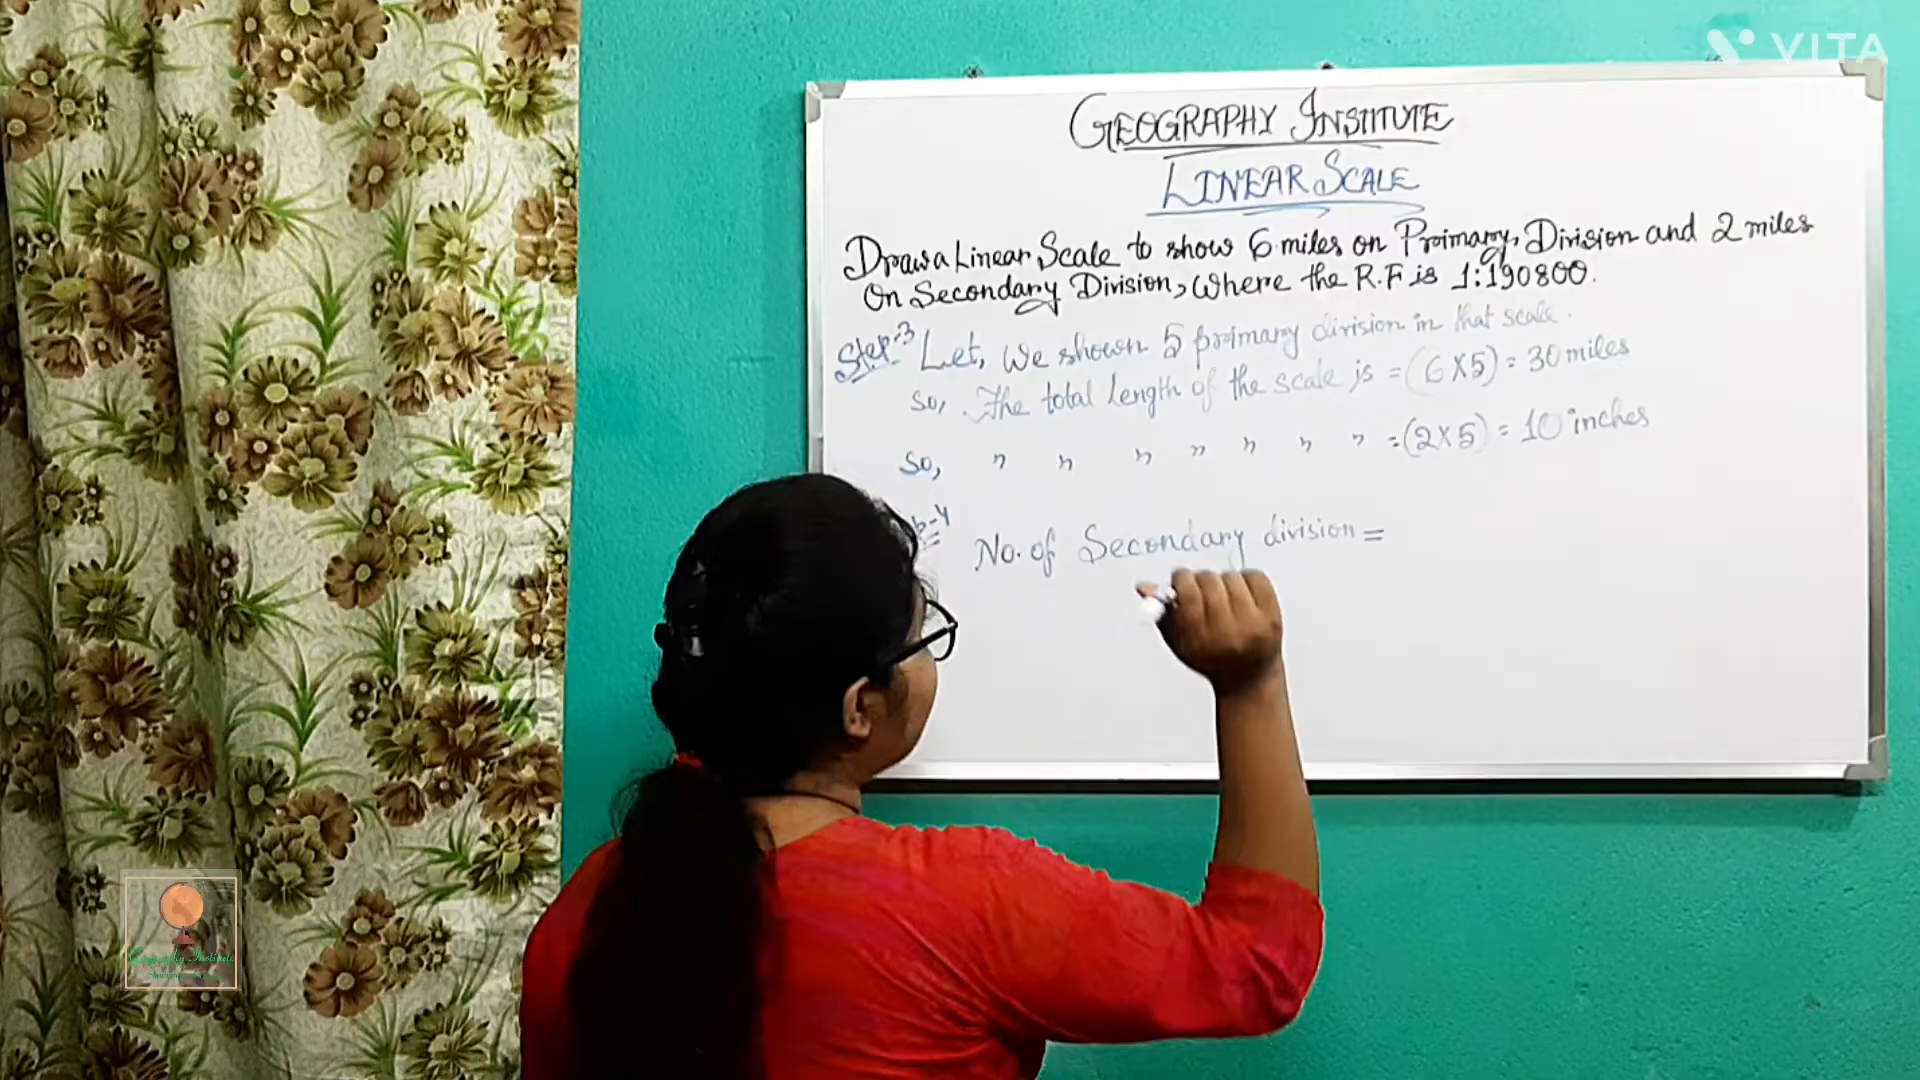 VITA
GEOGRAPHY INSTITUTE
LINEAR SCALE
Draw a Linear Scale to show 6 miles on Primary, Division and 2 miles
On Secondary Division, Where the R.F is 1:190800.
Step-3 Let, We shown 5 primary division in that scale.
So, The total length of the scale is = (6 X 5) = 30 miles
So, " " " " " " " = (2 X 5) = 10 inches
-4 No. of Secondary division =
Geography Institute